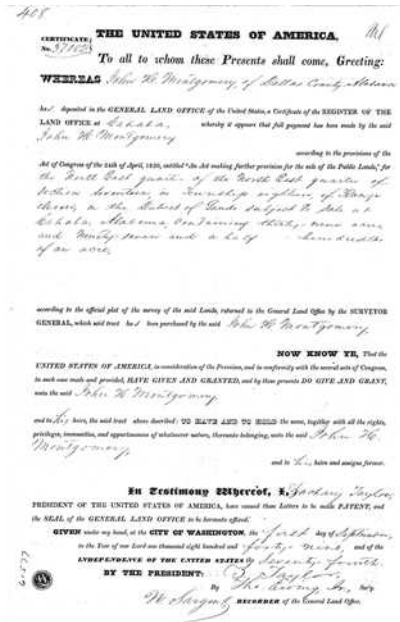 408
THE UNITED STATES OF AMERICA,
CERTIFICATE
No.
To all to whom these Presents shall come, Greeting:
WHEREAS John H. Montgomery, of Dallas County, Alabama
has deposited in the GENERAL LAND OFFICE of the United States, a Certificate of the REGISTER OF THE
LAND OFFICE at Cahaba, whereby it appears that full payment has been made by the said
John H. Montgomery
according to the provisions of the
Act of Congress of the 24th of April, 1820, entitled "An Act making further provision for the sale of the Public Lands," for
the North East quarter of the North East quarter of
Section Seventeen, in Township eighteen, of Range
in the District of Lands subject to Sale at
Cahaba, Alabama, Containing thirty-nine acres
and Ninety-seven and a half hundredths
of an acre,
according to the official plat of the survey of the said Lands, returned to the General Land Office by the SURVEYOR
GENERAL, which said tract has been purchased by the said John H. Montgomery,
NOW KNOW YE, That the
UNITED STATES OF AMERICA, in consideration of the Premises, and in conformity with the several acts of Congress,
in such case made and provided, HAVE GIVEN AND GRANTED, and by these presents DO GIVE AND GRANT,
unto the said John H. Montgomery,
and to his heirs, the said tract above described: TO HAVE AND TO HOLD the same, together with all the rights,
privileges, immunities, and appurtenances of whatsoever nature, thereunto belonging, unto the said John H.
Montgomery,
and to his heirs and assigns forever.
In Testimony Whereof, I, Zachary Taylor,
PRESIDENT OF THE UNITED STATES OF AMERICA, have caused these Letters to be made PATENT, and
the SEAL of the GENERAL LAND OFFICE to be hereunto affixed.
GIVEN under my hand, at the CITY OF WASHINGTON, the first day of September
in the Year of our Lord one thousand eight hundred and forty nine, and of the
INDEPENDENCE OF THE UNITED STATES the Seventy fourth
BY THE PRESIDENT: Z. Taylor,
By Tho. Ewing Jr. Sec'y.
N. Sargent RECORDER of the General Land Office.